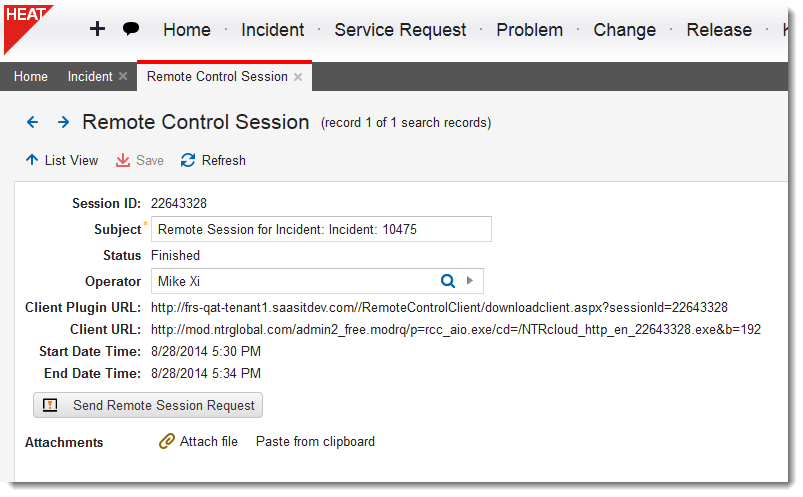 HEAT
Home · Incident · Service Request · Problem · Change · Release ·
Home Incident Remote Control Session
Remote Control Session (record 1 of 1 search records)
List View Save Refresh
Session ID: 22643328
Subject * Remote Session for Incident: Incident: 10475
Status Finished
Operator Mike Xi
Client Plugin URL: http://frs-qat-tenant1.saasitdev.com//RemoteControlClient/downloadclient.aspx?sessionId=22643328
Client URL: http://mod.ntrglobal.com/admin2_free.modrq/p=rcc_aio.exe/cd=/NTRcloud_http_en_22643328.exe&b=192
Start Date Time: 8/28/2014 5:30 PM
End Date Time: 8/28/2014 5:34 PM
Send Remote Session Request
Attachments Attach file Paste from clipboard